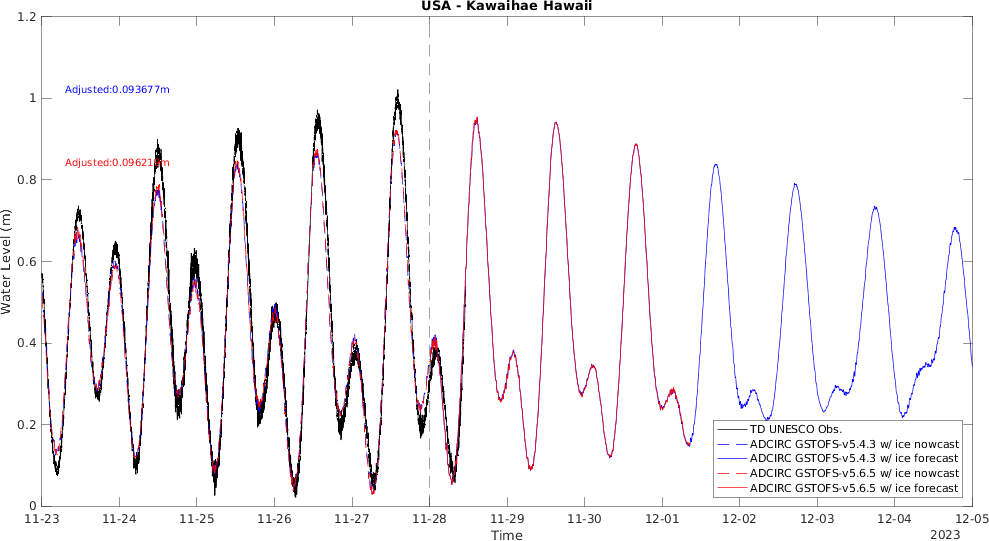 USA - Kawaihae Hawaii
1.2
1
0.8
0.6
0.4
0.2
0
Water Level (m)
Adjusted:0.093677m
Adjusted:0.09621 m
11-23 11-24 11-25 11-26 11-27 11-28 11-29 11-30 12-01 12-02 12-03 12-04 12-05
Time
2023
TD UNESCO Obs.
ADCIRC GSTOFS-v5.4.3 w/ ice nowcast
ADCIRC GSTOFS-v5.4.3 w/ ice forecast
ADCIRC GSTOFS-v5.6.5 w/ ice nowcast
ADCIRC GSTOFS-v5.6.5 w/ ice forecast